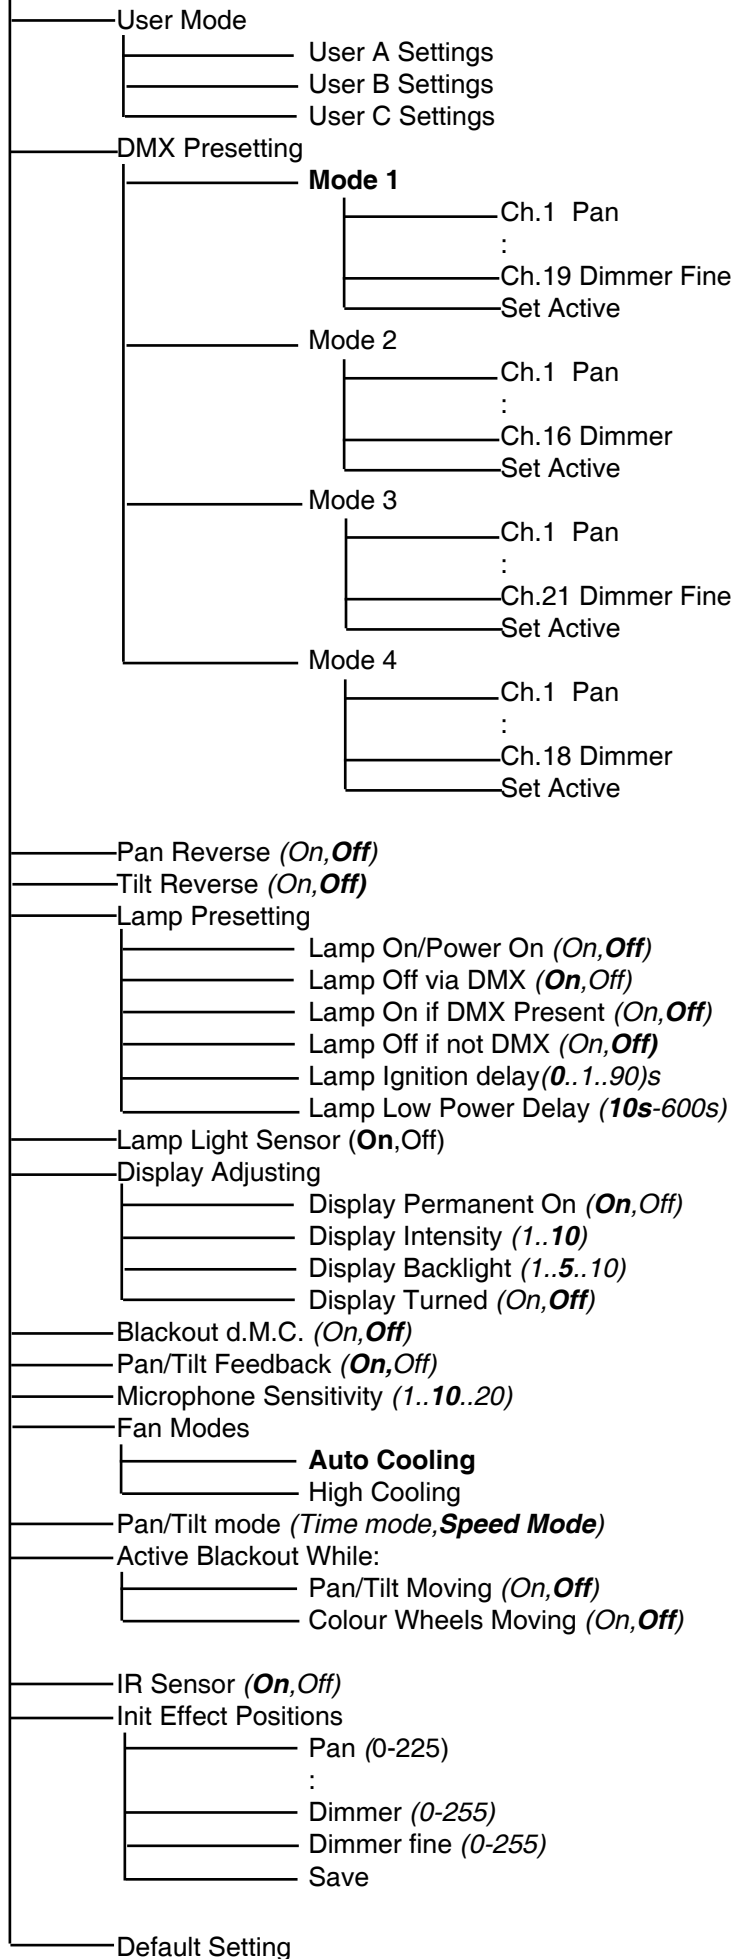 User Mode
User A Settings
User B Settings
User C Settings
DMX Presetting
Mode 1
Ch.1 Pan
:
Ch.19 Dimmer Fine
Set Active
Mode 2
Ch.1 Pan
:
Ch.16 Dimmer
Set Active
Mode 3
Ch.1 Pan
:
Ch.21 Dimmer Fine
Set Active
Mode 4
Ch.1 Pan
:
Ch.18 Dimmer
Set Active
Pan Reverse (On,Off)
Tilt Reverse (On,Off)
Lamp Presetting
Lamp On/Power On (On,Off)
Lamp Off via DMX (On,Off)
Lamp On if DMX Present (On,Off)
Lamp Off if not DMX (On,Off)
Lamp Ignition delay(0..1..90)s
Lamp Low Power Delay (10s-600s)
Lamp Light Sensor (On,Off)
Display Adjusting
Display Permanent On (On,Off)
Display Intensity (1..10)
Display Backlight (1..5..10)
Display Turned (On,Off)
Blackout d.M.C. (On,Off)
Pan/Tilt Feedback (On,Off)
Microphone Sensitivity (1..10..20)
Fan Modes
Auto Cooling
High Cooling
Pan/Tilt mode (Time mode,Speed Mode)
Active Blackout While:
Pan/Tilt Moving (On,Off)
Colour Wheels Moving (On,Off)
IR Sensor (On,Off)
Init Effect Positions
Pan (0-225)
:
Dimmer (0-255)
Dimmer fine (0-255)
Save
Default Setting